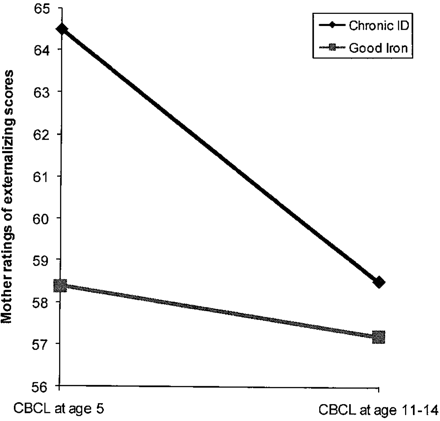 65
64
63
62
61
60
59
58
57
56
Mother ratings of externalizing scores
Chronic ID
Good Iron
CBCL at age 5
CBCL at age 11-14